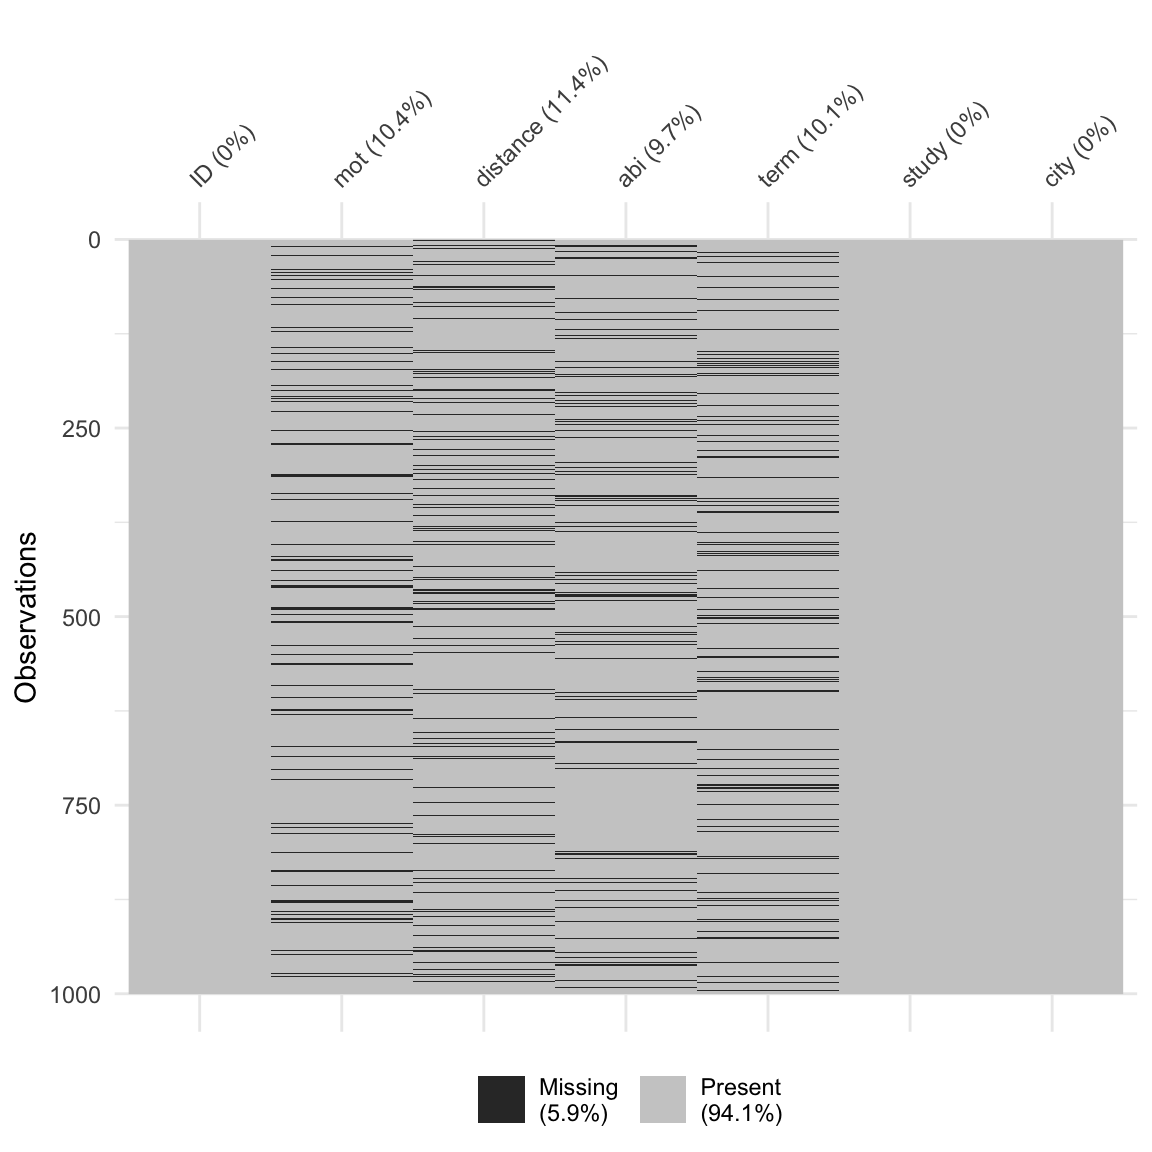 ID (0%)
mot (10.4%)
distance (11.4%)
abi (9.7%)
term (10.1%)
study (0%)
city (0%)
Observations
0
250
500
750
1000
Missing
(5.9%)
Present
(94.1%)